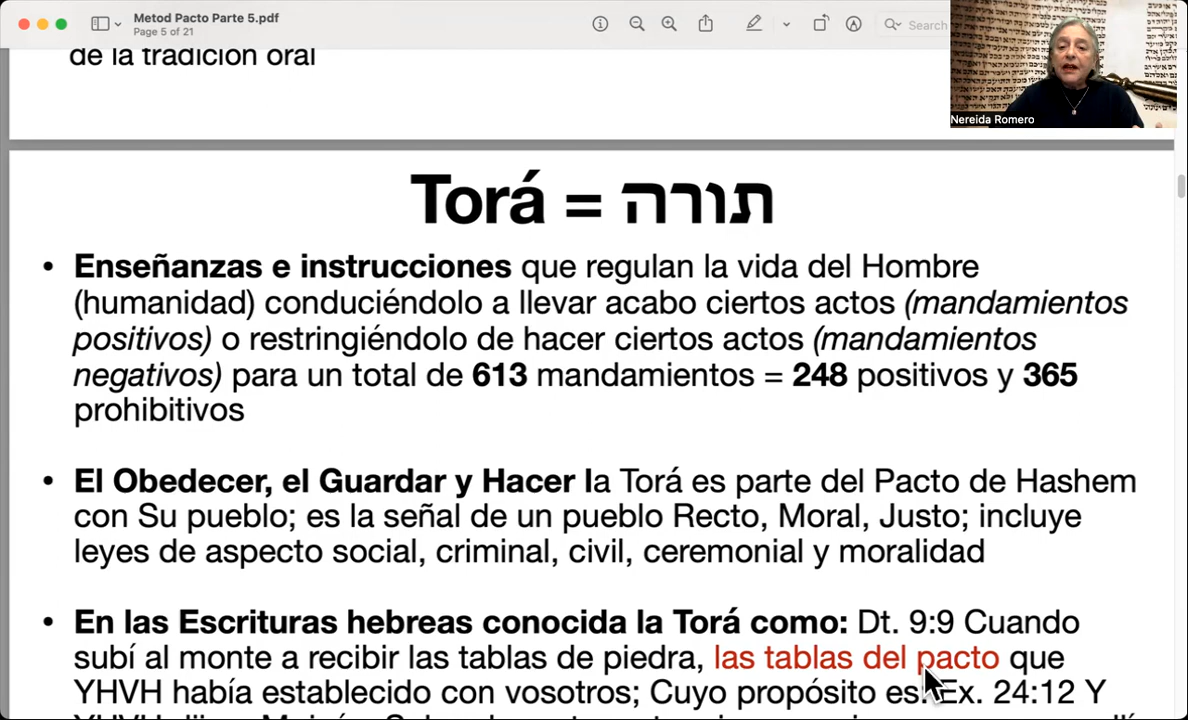 Metod Pacto Parte 5.pdf
Page 5 of 21
Search
Nereida Romero
de la tradición oral
Torá = תורה
• Enseñanzas e instrucciones que regulan la vida del Hombre
(humanidad) conduciéndolo a llevar acabo ciertos actos (mandamientos
positivos) o restringiéndolo de hacer ciertos actos (mandamientos
negativos) para un total de 613 mandamientos = 248 positivos y 365
prohibitivos
• El Obedecer, el Guardar y Hacer la Torá es parte del Pacto de Hashem
con Su pueblo; es la señal de un pueblo Recto, Moral, Justo; incluye
leyes de aspecto social, criminal, civil, ceremonial y moralidad
• En las Escrituras hebreas conocida la Torá como: Dt. 9:9 Cuando
subí al monte a recibir las tablas de piedra, las tablas del pacto que
YHVH había establecido con vosotros; Cuyo propósito es: Ex. 24:12 Y